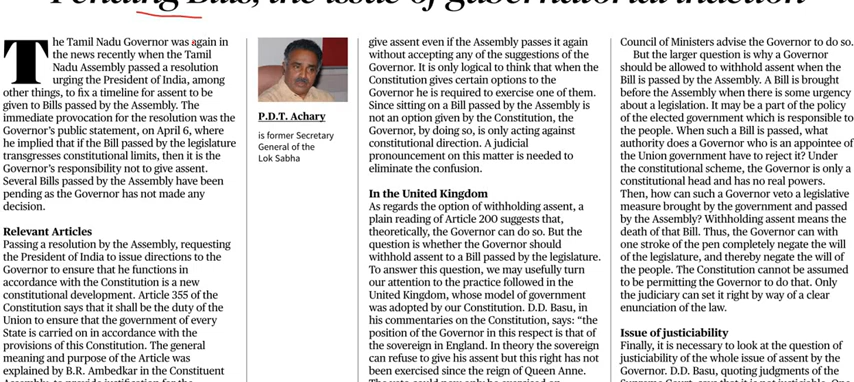 Pending Bills, the issue of gubernatorial inaction
The Tamil Nadu Governor was again in
the news recently when the Tamil
Nadu Assembly passed a resolution
urging the President of India, among
other things, to fix a timeline for assent to be
given to Bills passed by the Assembly. The
immediate provocation for the resolution was the
Governor's public statement, on April 6, where
he implied that if the Bill passed by the legislature
transgresses constitutional limits, then it is the
Governor's responsibility not to give assent.
Several Bills passed by the Assembly have been
pending as the Governor has not made any
decision.
Relevant Articles
Passing a resolution by the Assembly, requesting
the President of India to issue directions to the
Governor to ensure that he functions in
accordance with the Constitution is a new
constitutional development. Article 355 of the
Constitution says that it shall be the duty of the
Union to ensure that the government of every
State is carried on in accordance with the
provisions of this Constitution. The general
meaning and purpose of the Article was
explained by B.R. Ambedkar in the Constituent
Assembly, to provide justification for the
P.D.T. Achary
is former Secretary
General of the
Lok Sabha
give assent even if the Assembly passes it again
without accepting any of the suggestions of the
Governor. It is only logical to think that when the
Constitution gives certain options to the
Governor he is required to exercise one of them.
Since sitting on a Bill passed by the Assembly is
not an option given by the Constitution, the
Governor, by doing so, is only acting against
constitutional direction. A judicial
pronouncement on this matter is needed to
eliminate the confusion.
In the United Kingdom
As regards the option of withholding assent, a
plain reading of Article 200 suggests that,
theoretically, the Governor can do so. But the
question is whether the Governor should
withhold assent to a Bill passed by the legislature.
To answer this question, we may usefully turn
our attention to the practice followed in the
United Kingdom, whose model of government
was adopted by our Constitution. D.D. Basu, in
his commentaries on the Constitution, says: "the
position of the Governor in this respect is that of
the sovereign in England. In theory the sovereign
can refuse to give his assent but this right has not
been exercised since the reign of Queen Anne.
The veto could now only be exercised on
Council of Ministers advise the Governor to do so.
But the larger question is why a Governor
should be allowed to withhold assent when the
Bill is passed by the Assembly. A Bill is brought
before the Assembly when there is some urgency
about a legislation. It may be a part of the policy
of the elected government which is responsible to
the people. When such a Bill is passed, what
authority does a Governor who is an appointee of
the Union government have to reject it? Under
the constitutional scheme, the Governor is only a
constitutional head and has no real powers.
Then, how can such a Governor veto a legislative
measure brought by the government and passed
by the Assembly? Withholding assent means the
death of that Bill. Thus, the Governor can with
one stroke of the pen completely negate the will
of the legislature, and thereby negate the will of
the people. The Constitution cannot be assumed
to be permitting the Governor to do that. Only
the judiciary can set it right by way of a clear
enunciation of the law.
Issue of justiciability
Finally, it is necessary to look at the question of
justiciability of the whole issue of assent by the
Governor. D.D. Basu, quoting judgments of the
Supreme Court, says that it is not justiciable. One